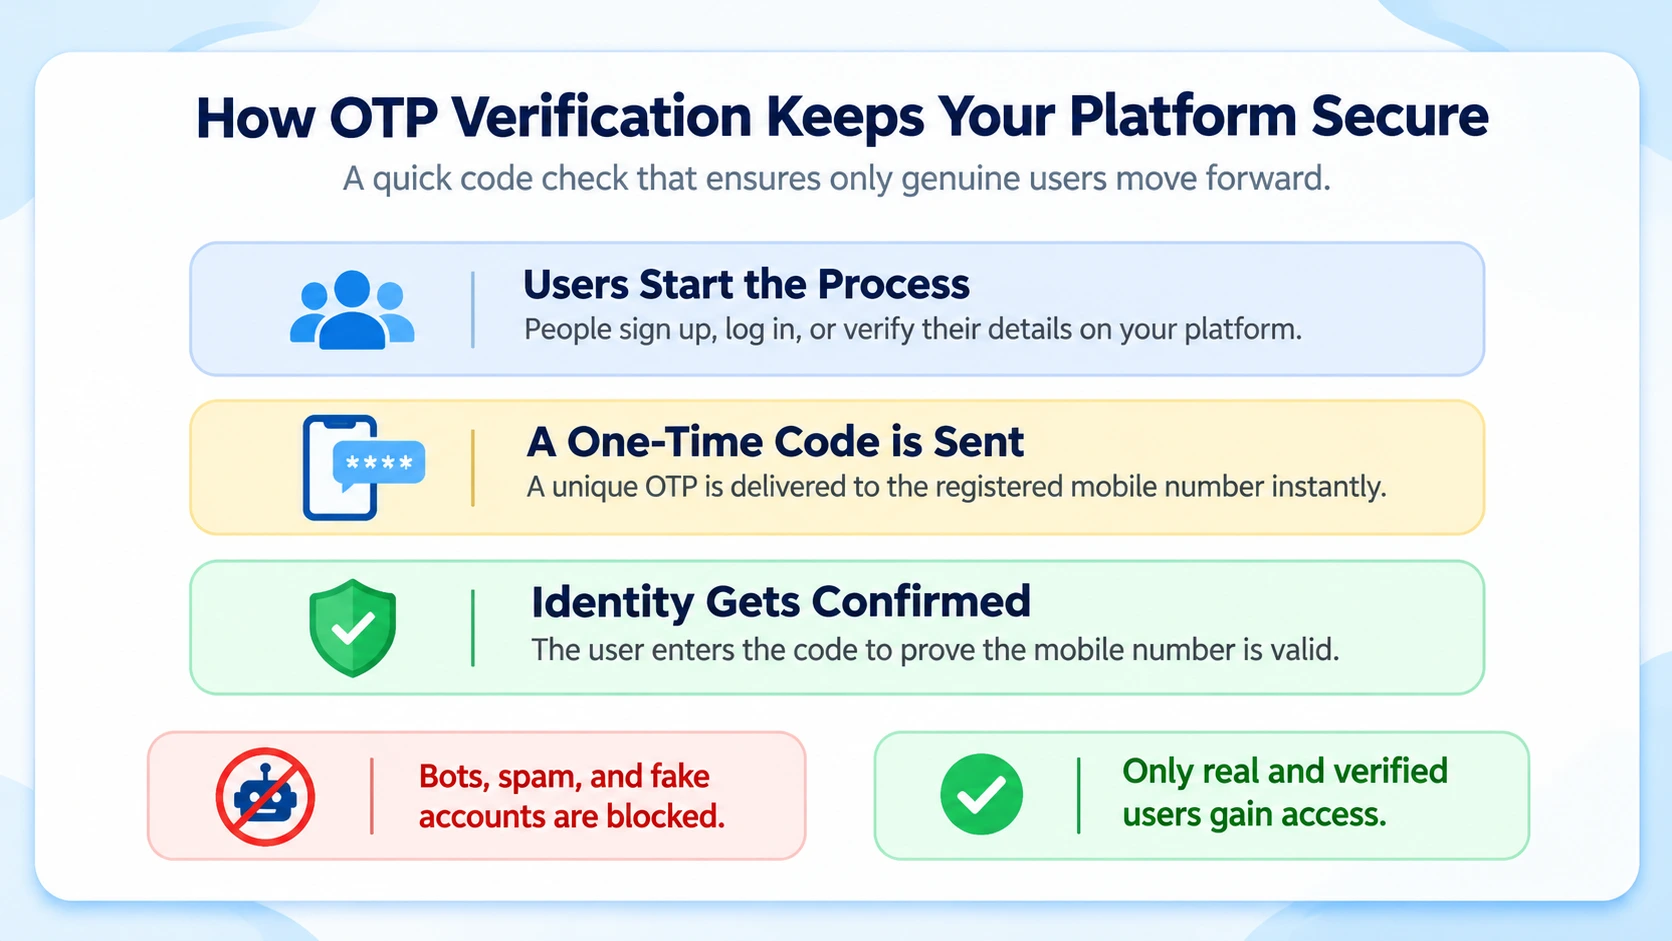 How OTP Verification Keeps Your Platform Secure
A quick code check that ensures only genuine users move forward.
Users Start the Process
People sign up, log in, or verify their details on your platform.
****
A One-Time Code is Sent
A unique OTP is delivered to the registered mobile number instantly.
Identity Gets Confirmed
The user enters the code to prove the mobile number is valid.
Bots, spam, and fake
accounts are blocked.
Only real and verified
users gain access.